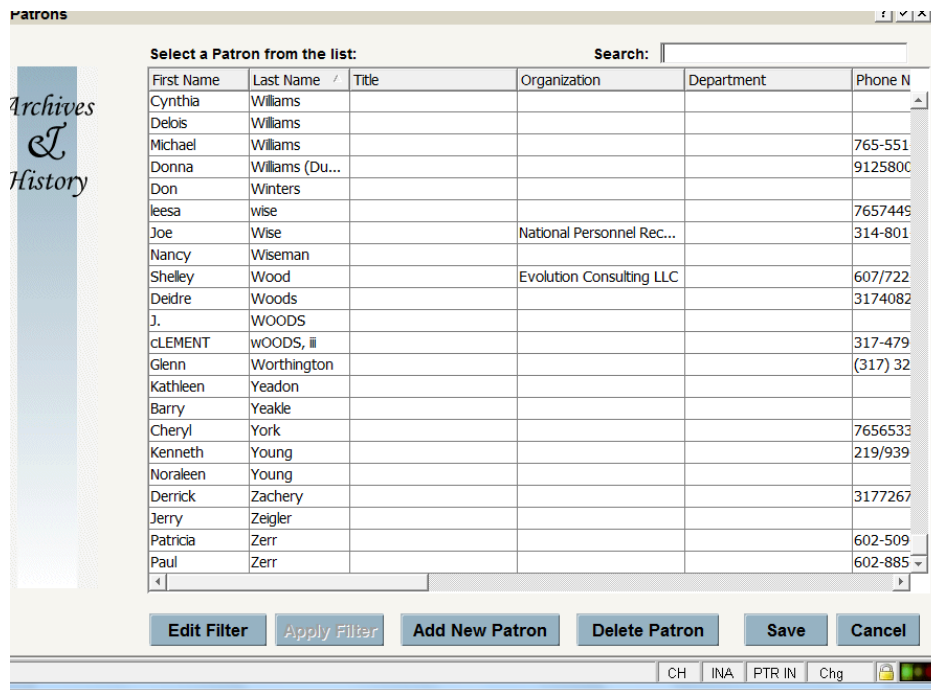 Patrons ? ✓ X
Select a Patron from the list: Search:
Archives
&
History
First Name Last Name Title Organization Department Phone N
Cynthia Williams
Delois Williams
Michael Williams 765-551
Donna Williams (Du... 9125800
Don Winters
leesa wise 7657449
Joe Wise National Personnel Rec... 314-801
Nancy Wiseman
Shelley Wood Evolution Consulting LLC 607/722
Deidre Woods 3174082
J. WOODS
cLEMENT wOODS, iii 317-479
Glenn Worthington (317) 32
Kathleen Yeadon
Barry Yeakle
Cheryl York 7656533
Kenneth Young 219/939
Noraleen Young
Derrick Zachery 3177267
Jerry Zeigler
Patricia Zerr 602-509
Paul Zerr 602-885
Edit Filter Apply Filter Add New Patron Delete Patron Save Cancel
CH INA PTR IN Chg